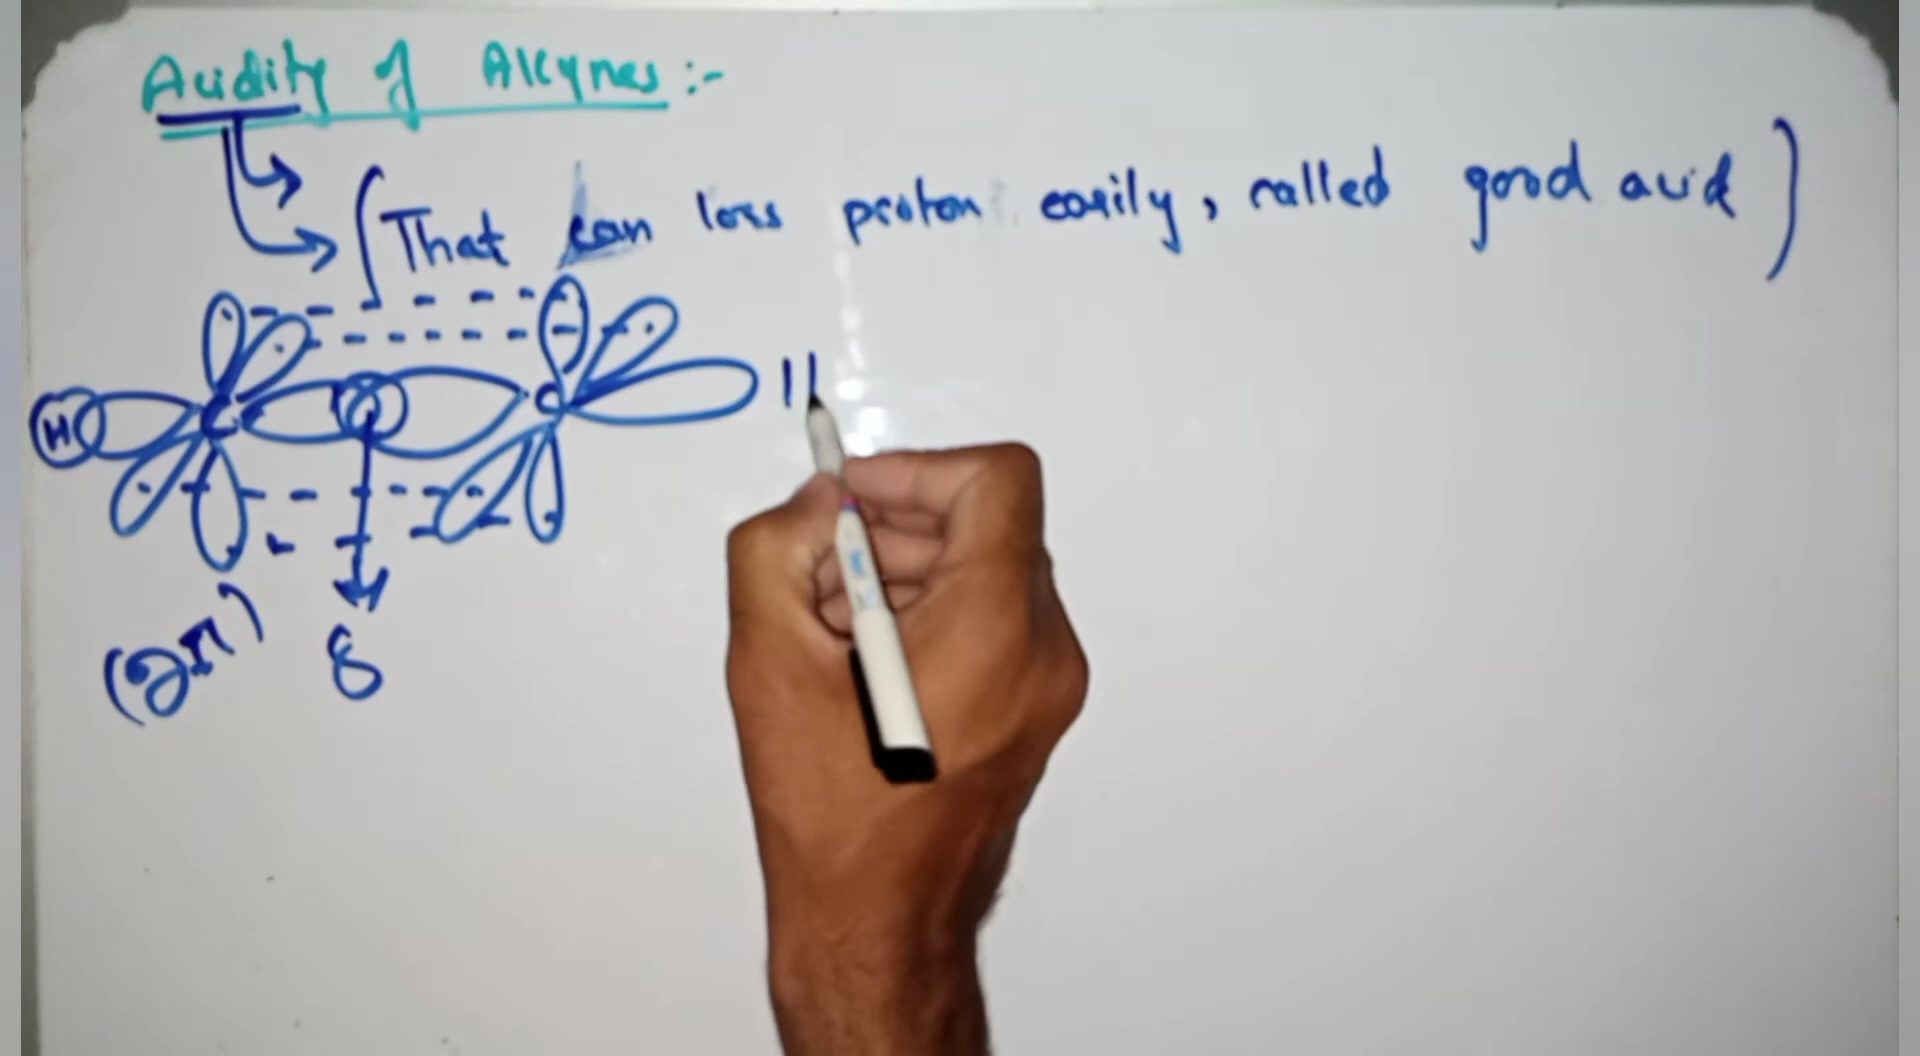 Acidity of Alkynes :-
(That can loss proton easily, called good acid)
H C C
(2π) δ